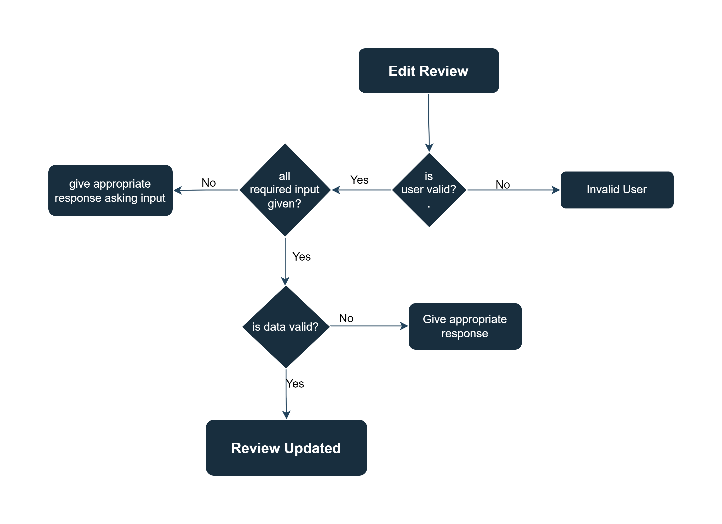 Edit Review
is
user valid?
.
Yes
No
Invalid User
all
required input
given?
No
give appropriate
response asking input
Yes
is data valid?
No
Give appropriate
response
Yes
Review Updated